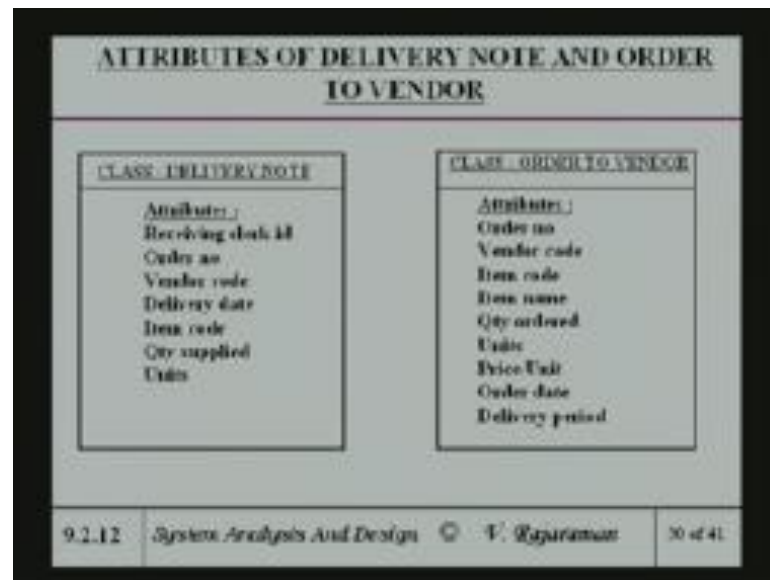 ATTRIBUTES OF DELIVERY NOTE AND ORDER
TO VENDOR
CLASS : DELIVERY NOTE
Attributes :
Receiving clerk id
Order no
Vendor code
Delivery date
Item code
Qty supplied
Units
CLASS : ORDER TO VENDOR
Attributes :
Order no
Vendor code
Item code
Item name
Qty ordered
Units
Price/Unit
Order date
Delivery period
9.2.12 System Analysis And Design © V. Rajaraman 30 of 41